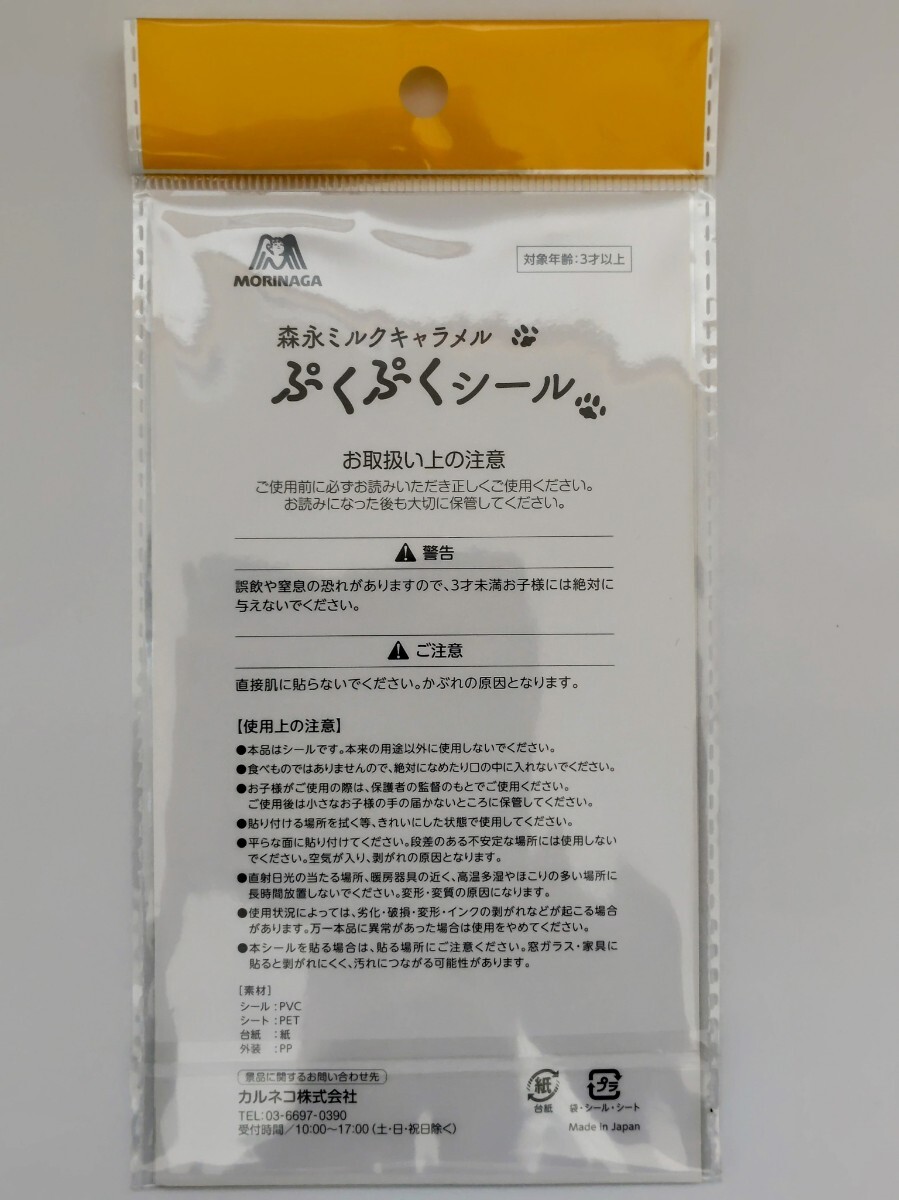 MORINAGA
対象年齢:3才以上
森永ミルクキャラメル
ぷくぷくシール
お取扱い上の注意
ご使用前に必ずお読みいただき正しくご使用ください。
お読みになった後も大切に保管してください。
警告
誤飲や窒息の恐れがありますので、3才未満お子様には絶対に
与えないでください。
ご注意
直接肌に貼らないでください。かぶれの原因となります。
【使用上の注意】
●本品はシールです。本来の用途以外に使用しないでください。
●食べものではありませんので、絶対になめたり口の中に入れないでください。
●お子様がご使用の際は、保護者の監督のもとでご使用ください。
ご使用後は小さなお子様の手の届かないところに保管してください。
●貼り付ける場所を拭く等、きれいにした状態で使用してください。
●平らな面に貼り付けてください。段差のある不安定な場所には使用しない
でください。空気が入り、剥がれの原因となります。
●直射日光の当たる場所、暖房器具の近く、高温多湿やほこりの多い場所に
長時間放置しないでください。変形・変質の原因になります。
●使用状況によっては、劣化・破損・変形・インクの剥がれなどが起こる場合
があります。万一本品に異常があった場合は使用をやめてください。
●本シールを貼る場合は、貼る場所にご注意ください。窓ガラス・家具に
貼ると剥がれにくく、汚れにつながる可能性があります。
[素材]
シール:PVC
シート:PET
台紙:紙
外装:PP
景品に関するお問い合わせ先
カルネコ株式会社
TEL:03-6697-0390
受付時間/10:00〜17:00(土・日・祝日除く)
紙
台紙
プラ
袋・シール・シート
Made in Japan